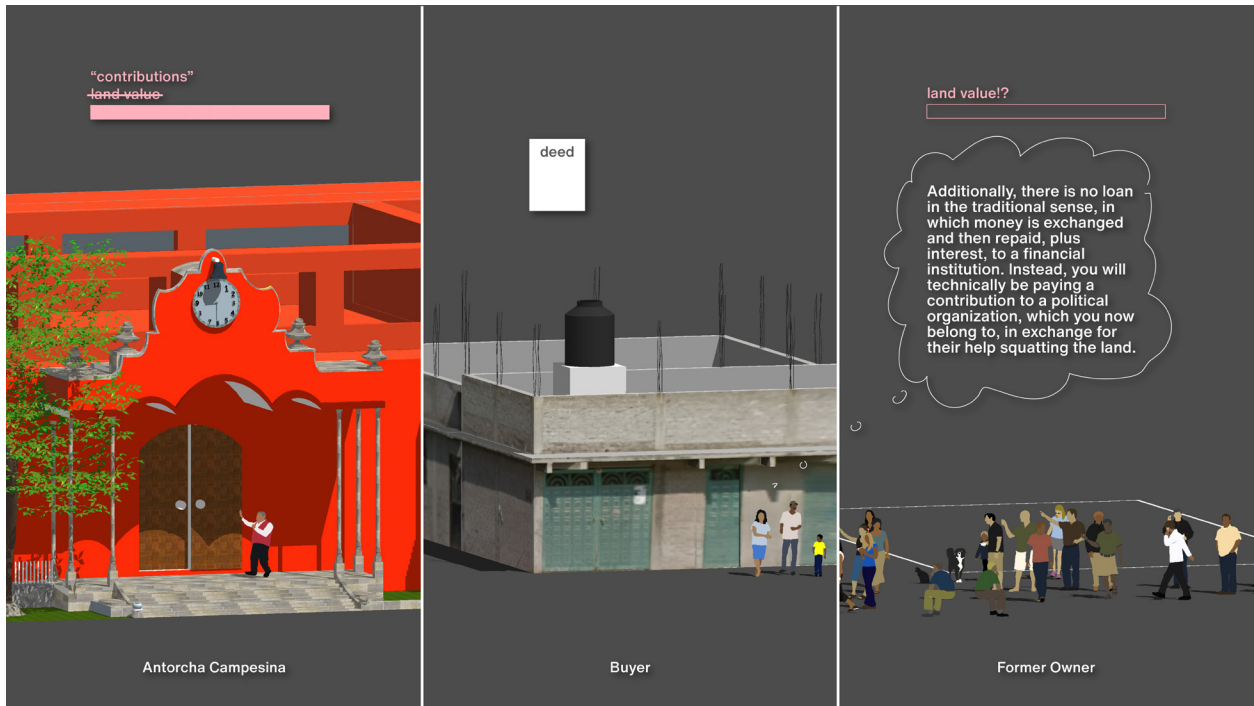 “contributions”
land value
deed
land value!?
Additionally, there is no loan
in the traditional sense, in
which money is exchanged
and then repaid, plus
interest, to a financial
institution. Instead, you will
technically be paying a
contribution to a political
organization, which you now
belong to, in exchange for
their help squatting the land.
Antorcha Campesina
Buyer
Former Owner